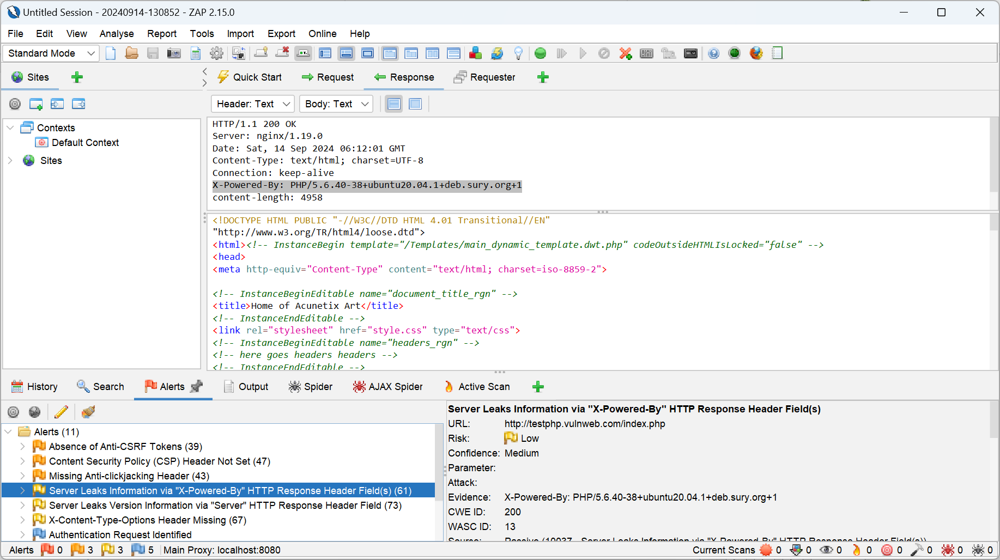 Untitled Session - 20240914-130852 - ZAP 2.15.0
File Edit View Analyse Report Tools Import Export Online Help
Standard Mode
Sites
Quick Start Request Response Requester
Header: Text Body: Text
Contexts
Default Context
Sites
HTTP/1.1 200 OK
Server: nginx/1.19.0
Date: Sat, 14 Sep 2024 06:12:01 GMT
Content-Type: text/html; charset=UTF-8
Connection: keep-alive
X-Powered-By: PHP/5.6.40-38+ubuntu20.04.1+deb.sury.org+1
content-length: 4958
<!DOCTYPE HTML PUBLIC "-//W3C//DTD HTML 4.01 Transitional//EN"
"http://www.w3.org/TR/html4/loose.dtd">
<html><!-- InstanceBegin template="/Templates/main_dynamic_template.dwt.php" codeOutsideHTMLIsLocked="false" -->
<head>
<meta http-equiv="Content-Type" content="text/html; charset=iso-8859-2">
<!-- InstanceBeginEditable name="document_title_rgn" -->
<title>Home of Acunetix Art</title>
<!-- InstanceEndEditable -->
<link rel="stylesheet" href="style.css" type="text/css">
<!-- InstanceBeginEditable name="headers_rgn" -->
<!-- here goes headers headers -->
<!-- InstanceEndEditable -->
History Search Alerts Output Spider AJAX Spider Active Scan
Alerts (11)
Absence of Anti-CSRF Tokens (39)
Content Security Policy (CSP) Header Not Set (47)
Missing Anti-clickjacking Header (43)
Server Leaks Information via "X-Powered-By" HTTP Response Header Field(s) (61)
Server Leaks Version Information via "Server" HTTP Response Header Field (73)
X-Content-Type-Options Header Missing (67)
Authentication Request Identified
Server Leaks Information via "X-Powered-By" HTTP Response Header Field(s)
URL: http://testphp.vulnweb.com/index.php
Risk: Low
Confidence: Medium
Parameter:
Attack:
Evidence: X-Powered-By: PHP/5.6.40-38+ubuntu20.04.1+deb.sury.org+1
CWE ID: 200
WASC ID: 13
Source: Passive (10037 - Server Leaks Information via "X-Powered-By" HTTP Response Header Field(s))
Alerts 0 3 3 5 Main Proxy: localhost:8080 Current Scans 0 0 0 0 0 0 0 0